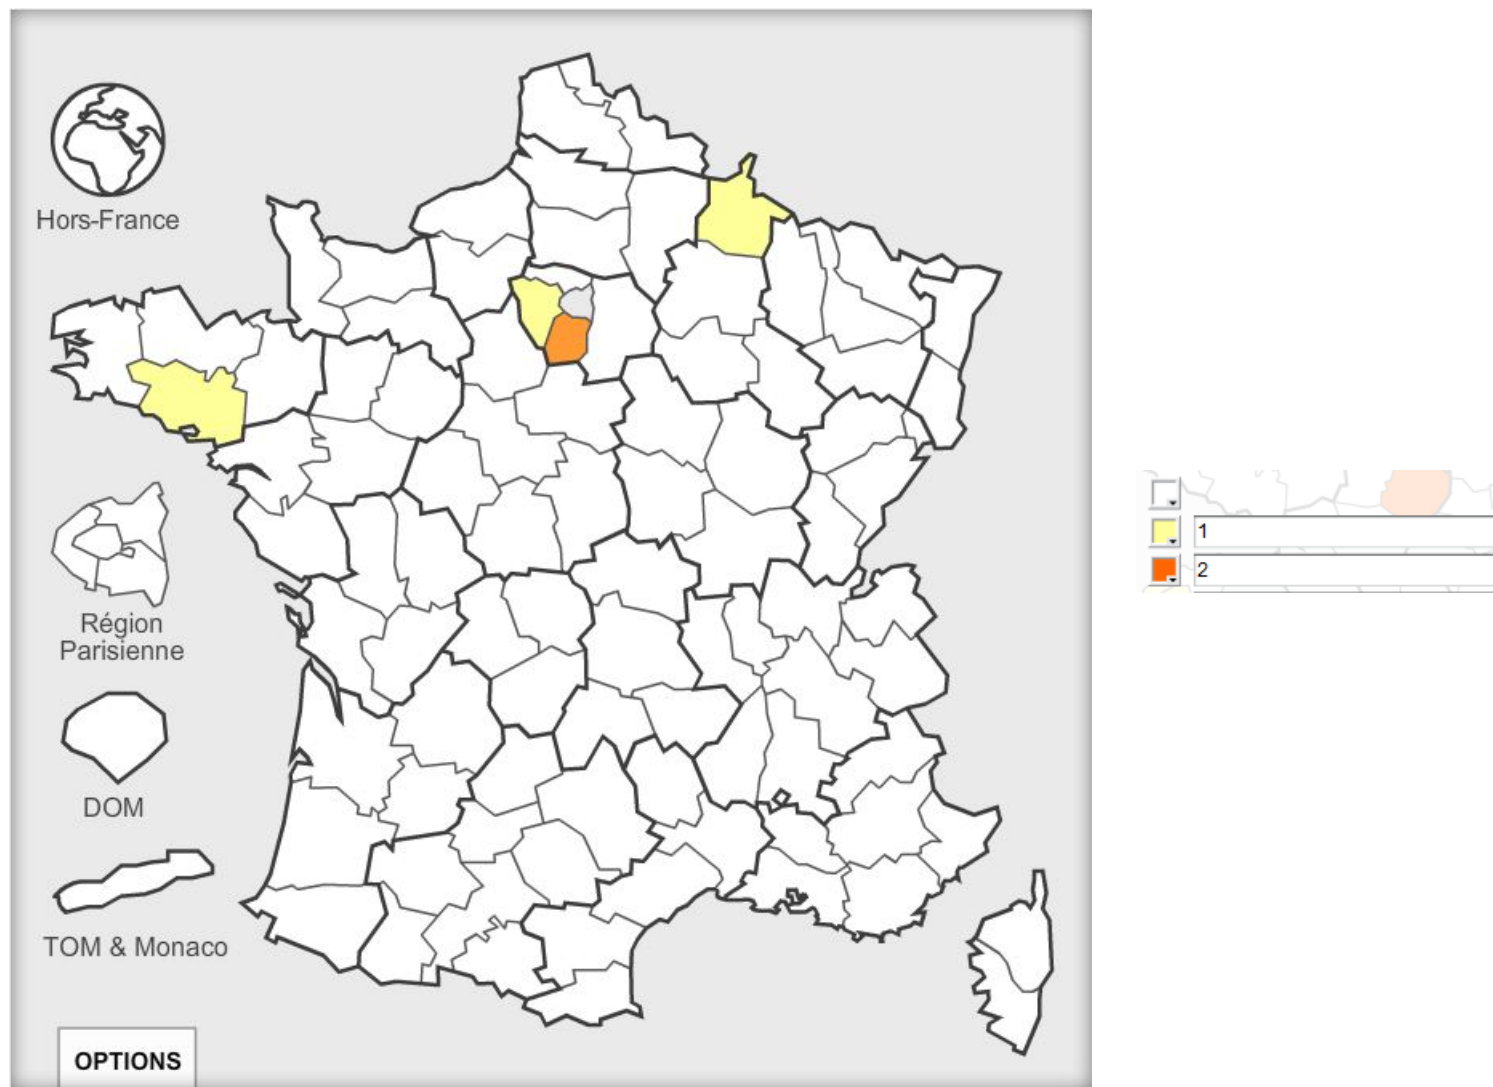 Hors-France
Région
Parisienne
DOM
TOM & Monaco
OPTIONS
1
2